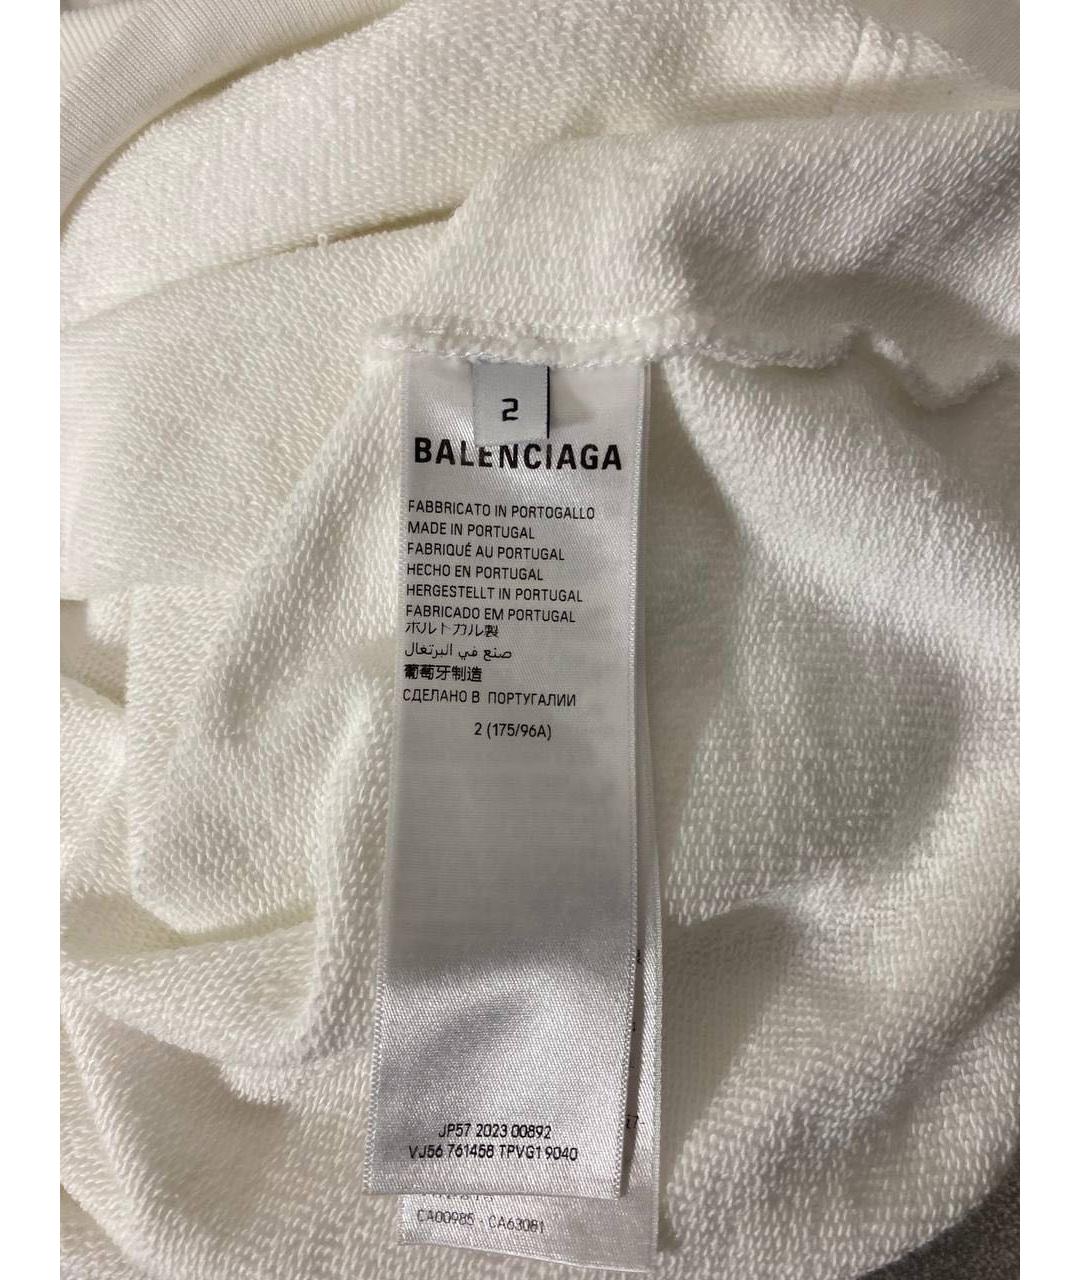 2
BALENCIAGA
FABBRICATO IN PORTOGALLO
MADE IN PORTUGAL
FABRIQUÉ AU PORTUGAL
HECHO EN PORTUGAL
HERGESTELLT IN PORTUGAL
FABRICADO EM PORTUGAL
ポルトガル製
صنع في البرتغال
葡萄牙制造
СДЕЛАНО В ПОРТУГАЛИИ
2 (175/96A)
JP57 2023 00892
VJ56 761458 TPVG1 9040
CA00985 - CA63081